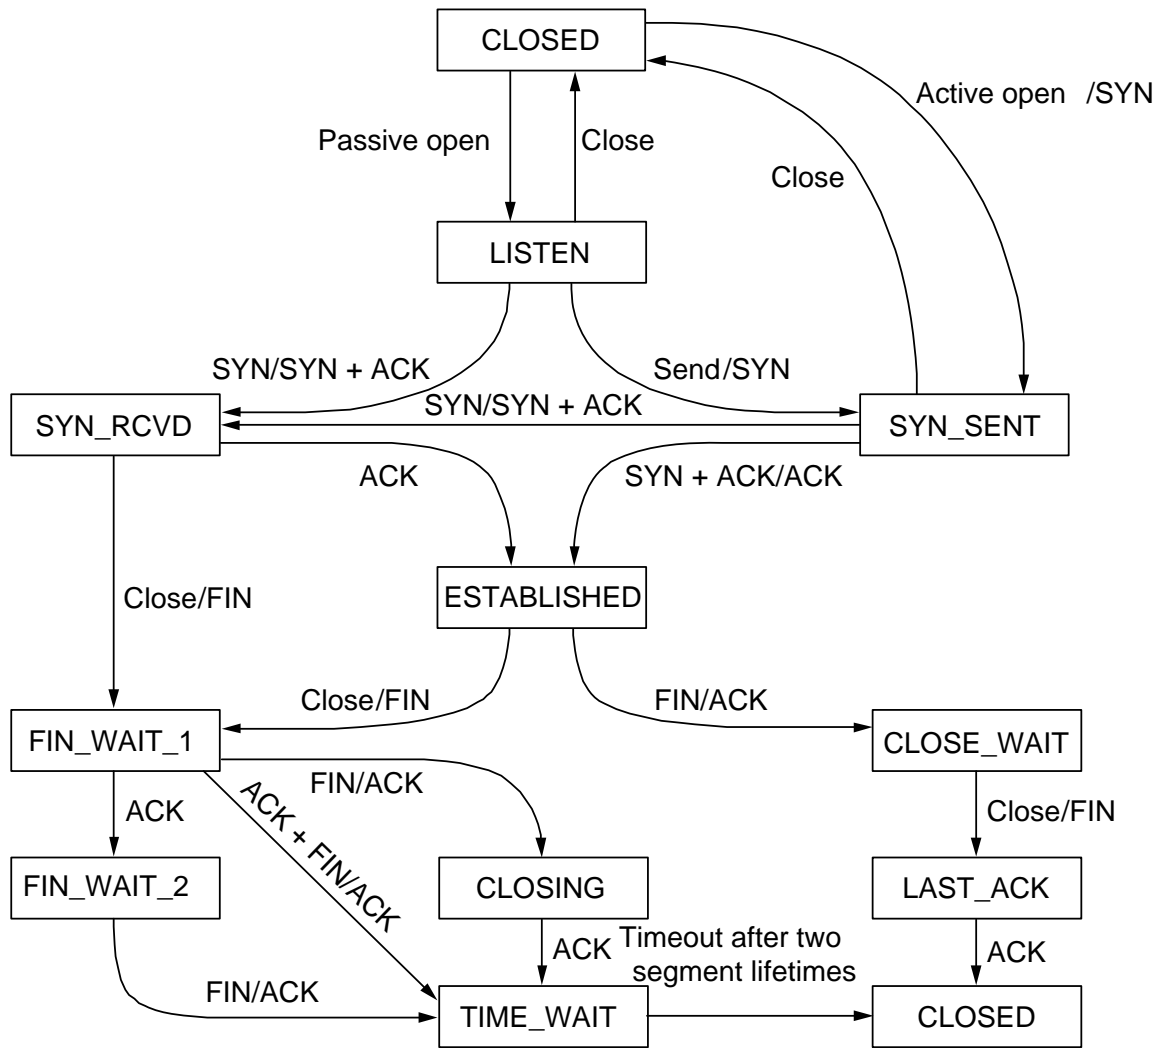 CLOSED
Active open /SYN
Passive open
Close
Close
LISTEN
SYN/SYN + ACK
Send/SYN
SYN/SYN + ACK
SYN_RCVD
SYN_SENT
ACK
SYN + ACK/ACK
Close/FIN
ESTABLISHED
Close/FIN
FIN/ACK
FIN_WAIT_1
CLOSE_WAIT
FIN/ACK
ACK
ACK + FIN/ACK
Close/FIN
FIN_WAIT_2
CLOSING
LAST_ACK
ACK
Timeout after two
segment lifetimes
ACK
FIN/ACK
TIME_WAIT
CLOSED